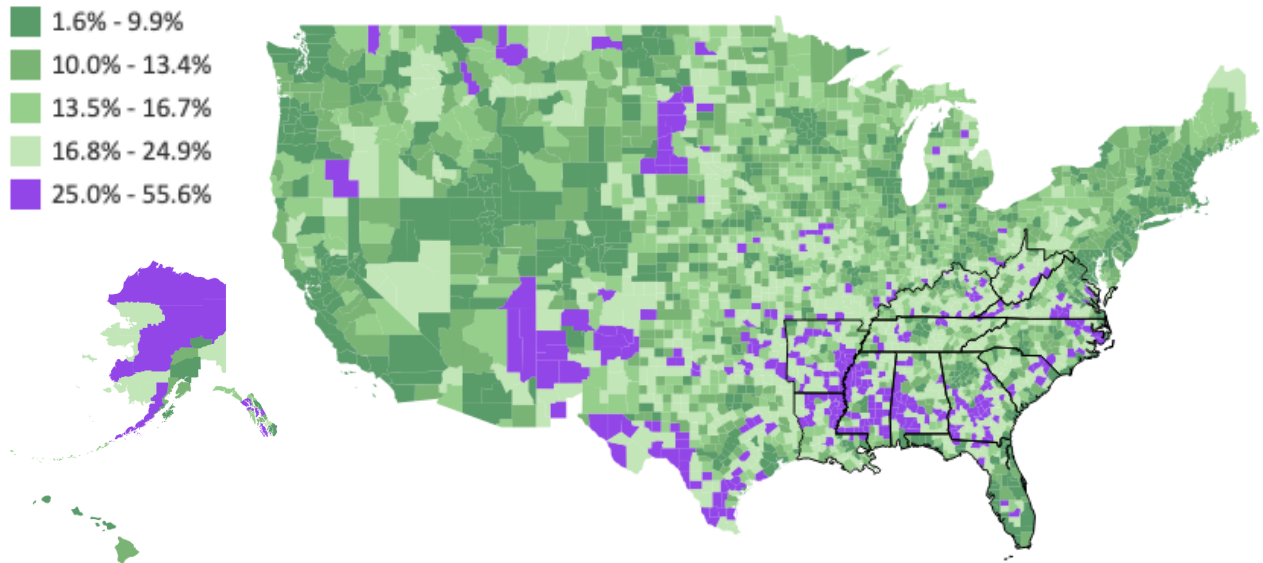 1.6% - 9.9%
10.0% - 13.4%
13.5% - 16.7%
16.8% - 24.9%
25.0% - 55.6%